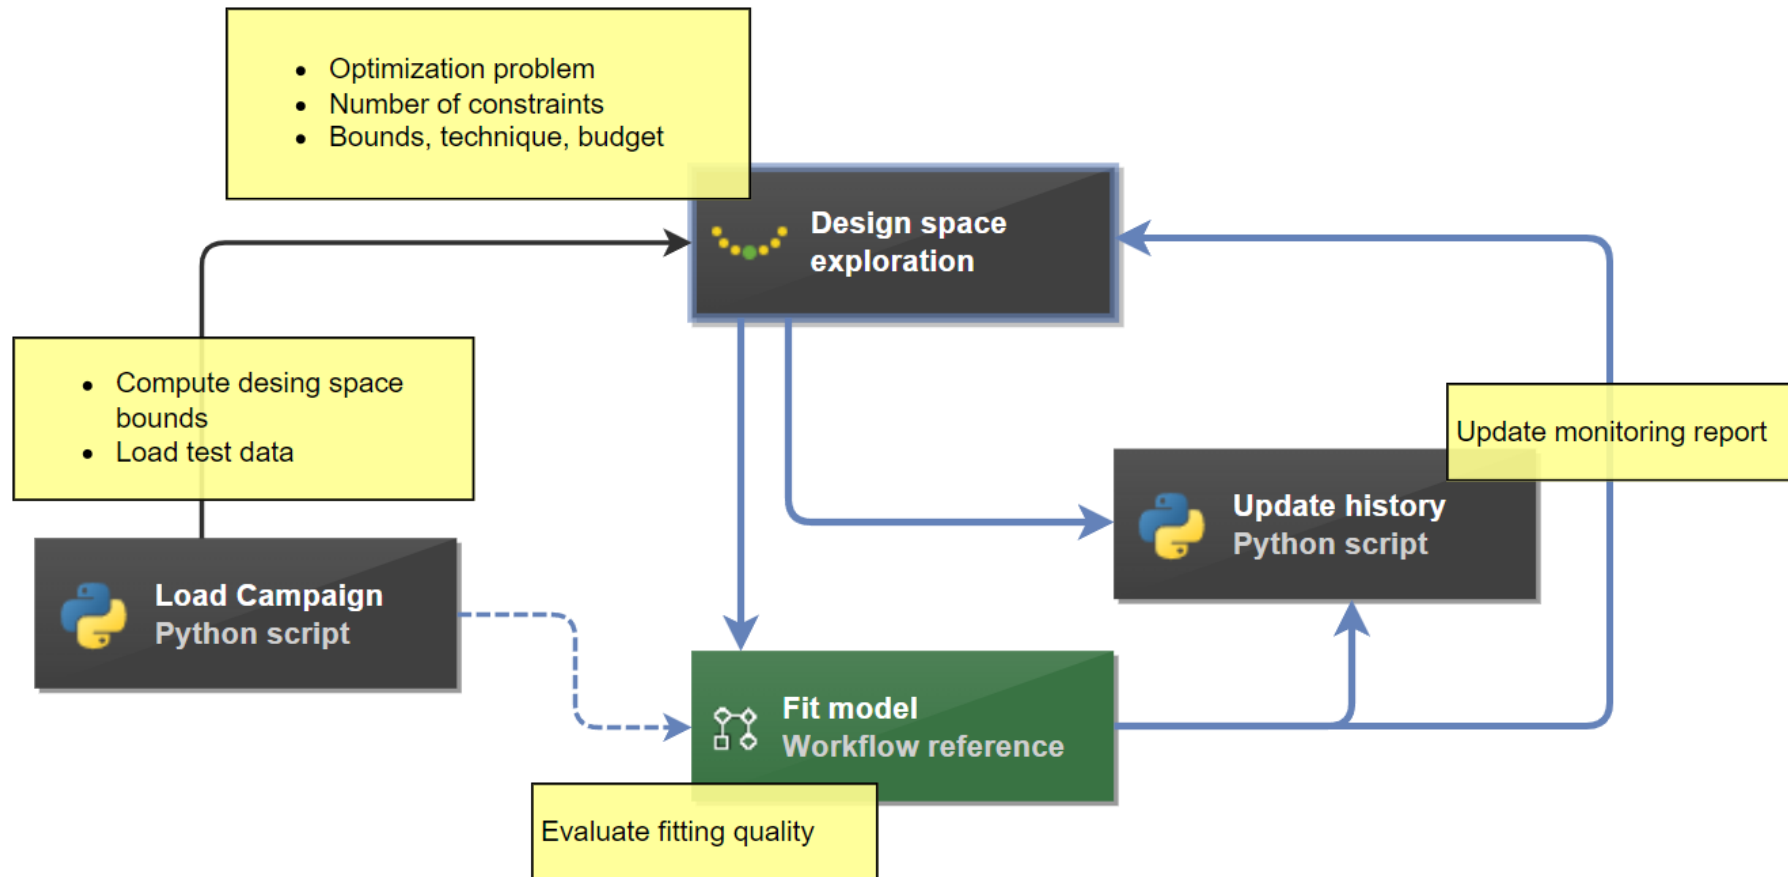 • Optimization problem
• Number of constraints
• Bounds, technique, budget
Design space
exploration
• Compute desing space
bounds
• Load test data
Update monitoring report
Update history
Python script
Load Campaign
Python script
Fit model
Workflow reference
Evaluate fitting quality